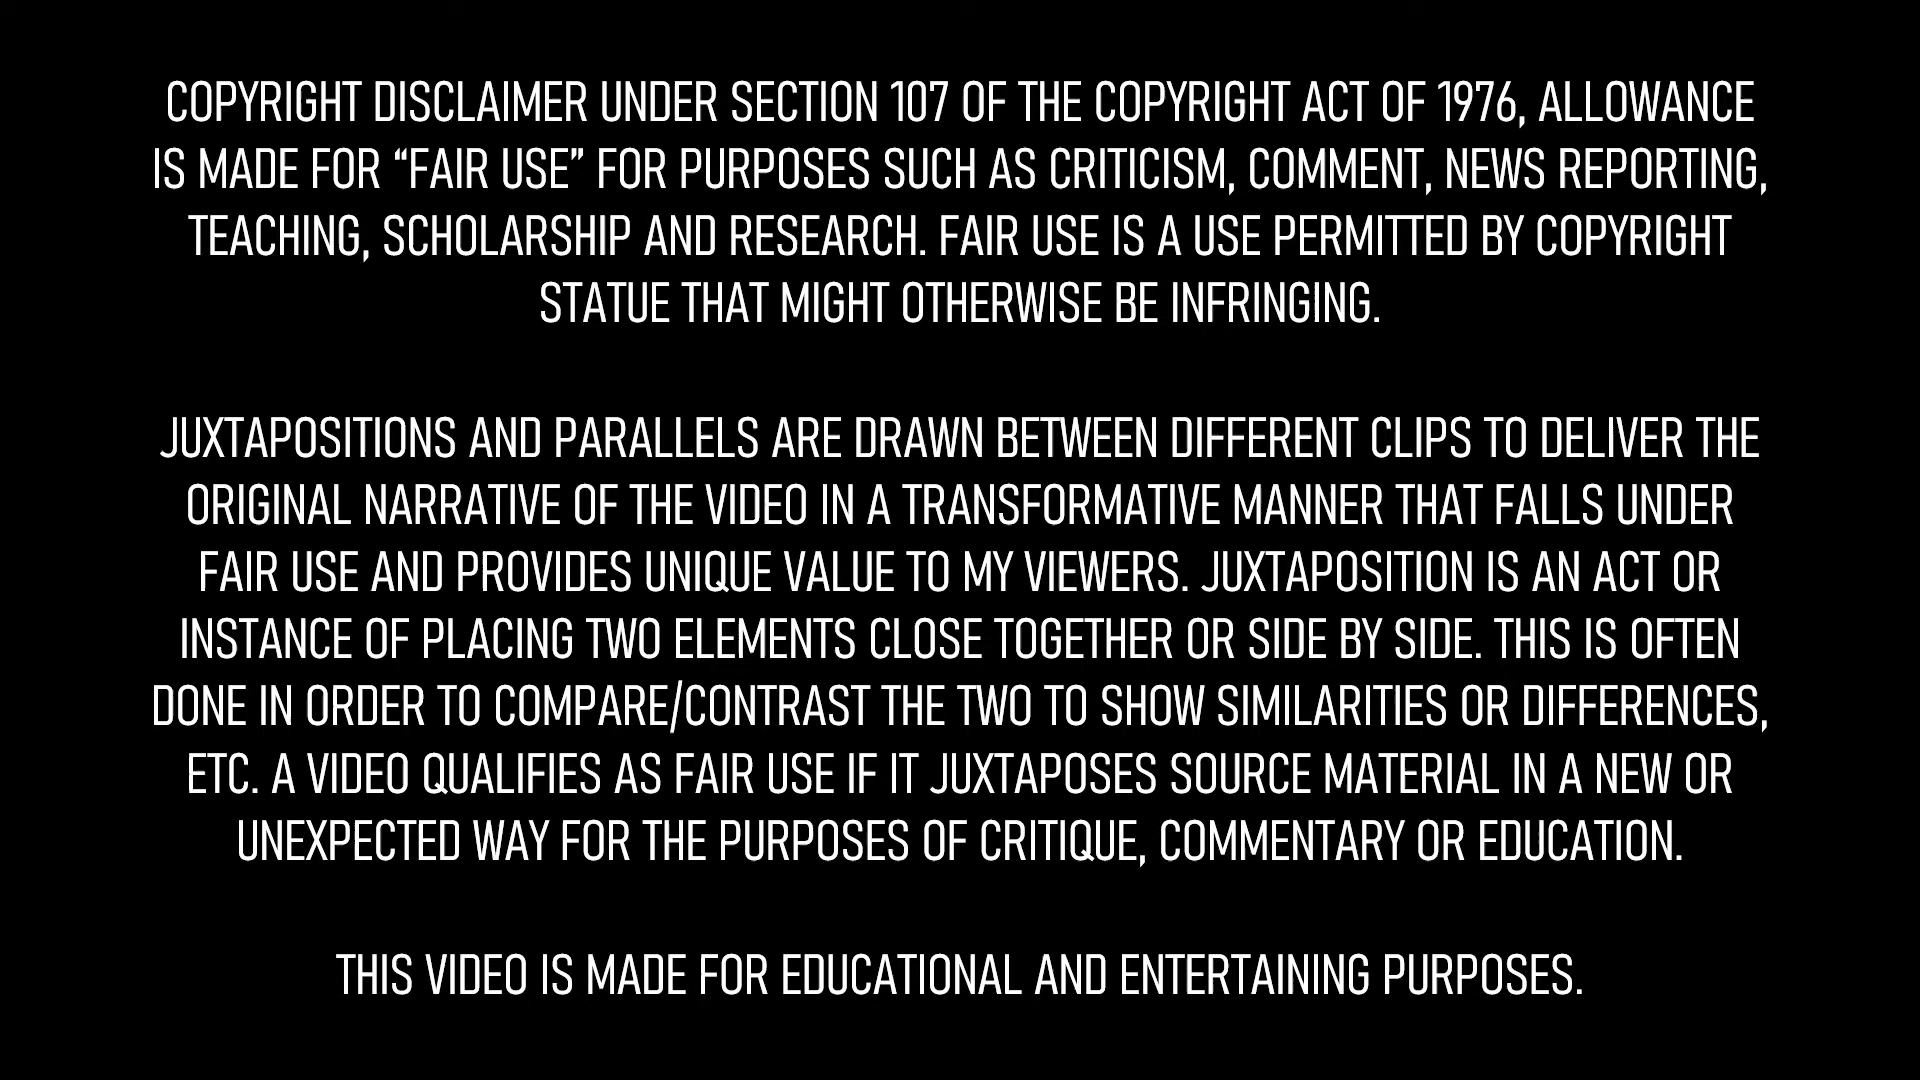 COPYRIGHT DISCLAIMER UNDER SECTION 107 OF THE COPYRIGHT ACT OF 1976, ALLOWANCE
IS MADE FOR “FAIR USE” FOR PURPOSES SUCH AS CRITICISM, COMMENT, NEWS REPORTING,
TEACHING, SCHOLARSHIP AND RESEARCH. FAIR USE IS A USE PERMITTED BY COPYRIGHT
STATUE THAT MIGHT OTHERWISE BE INFRINGING.
JUXTAPOSITIONS AND PARALLELS ARE DRAWN BETWEEN DIFFERENT CLIPS TO DELIVER THE
ORIGINAL NARRATIVE OF THE VIDEO IN A TRANSFORMATIVE MANNER THAT FALLS UNDER
FAIR USE AND PROVIDES UNIQUE VALUE TO MY VIEWERS. JUXTAPOSITION IS AN ACT OR
INSTANCE OF PLACING TWO ELEMENTS CLOSE TOGETHER OR SIDE BY SIDE. THIS IS OFTEN
DONE IN ORDER TO COMPARE/CONTRAST THE TWO TO SHOW SIMILARITIES OR DIFFERENCES,
ETC. A VIDEO QUALIFIES AS FAIR USE IF IT JUXTAPOSES SOURCE MATERIAL IN A NEW OR
UNEXPECTED WAY FOR THE PURPOSES OF CRITIQUE, COMMENTARY OR EDUCATION.
THIS VIDEO IS MADE FOR EDUCATIONAL AND ENTERTAINING PURPOSES.